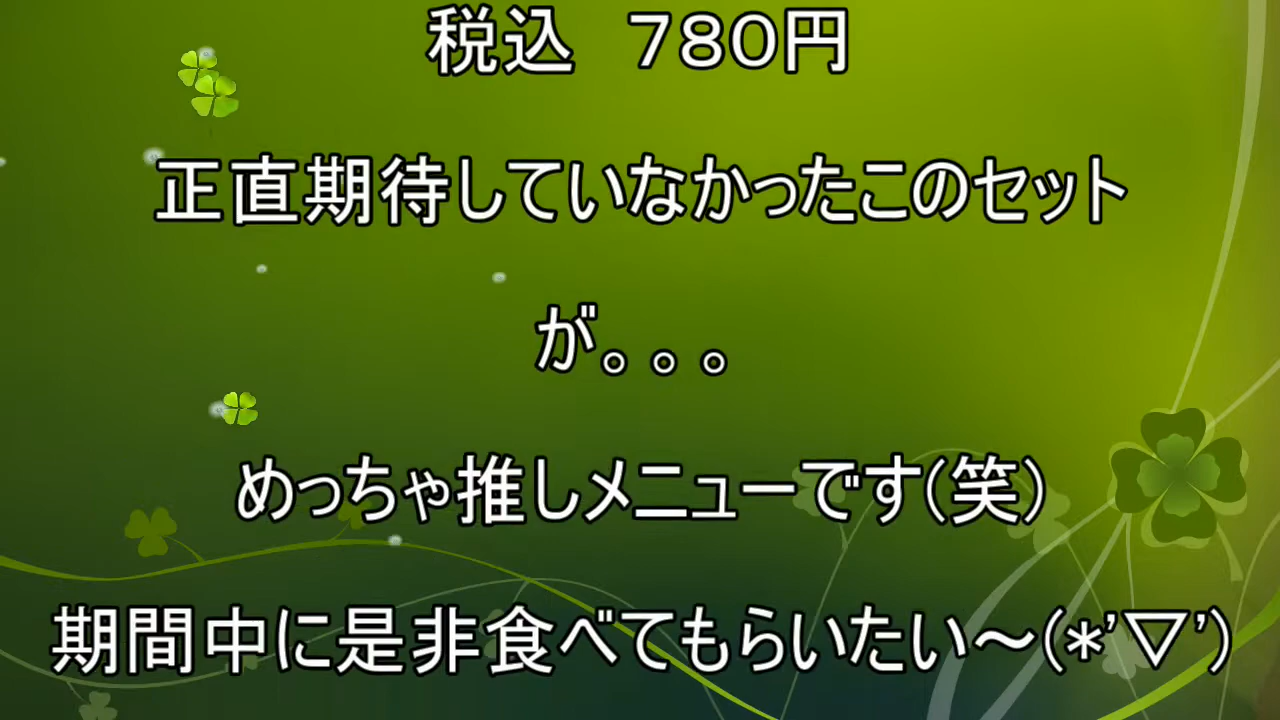 税込　７８０円
正直期待していなかったこのセット
が。。。
めっちゃ推しメニューです（笑）
期間中に是非食べてもらいたい～(*'▽')